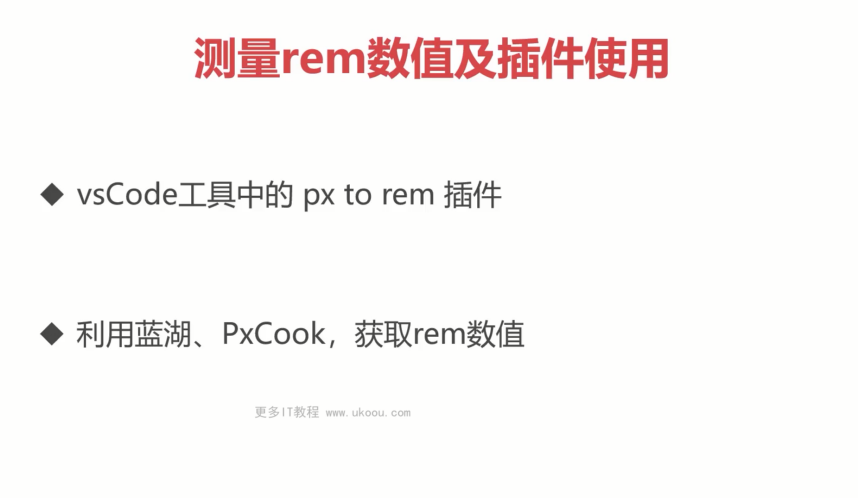 测量rem数值及插件使用
◆ vsCode工具中的 px to rem 插件
◆ 利用蓝湖、PxCook，获取rem数值
更多IT教程 www.ukoou.com